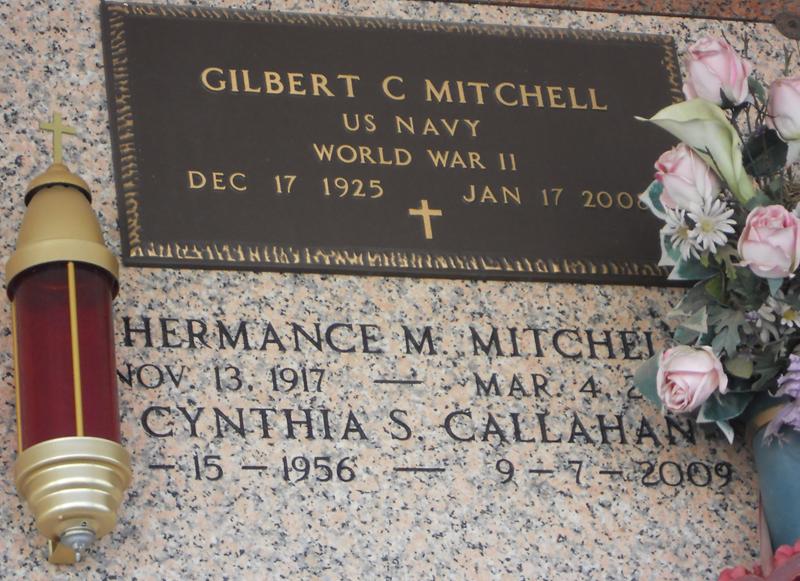 GILBERT C MITCHELL
US NAVY
WORLD WAR II
DEC 17 1925 JAN 17
HERMANCE M. MITCHEL
NOV 13. 1917 — MAR. 4.
CYNTHIA S. CALLAHAN
– 15 – 1956 — 9 – 7 – 2009